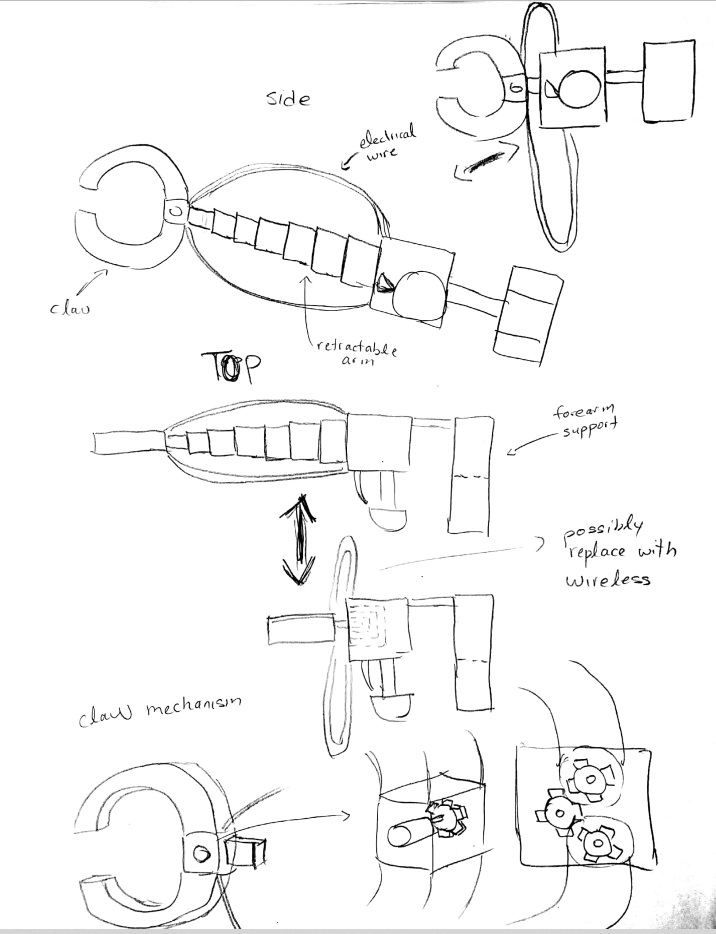 side
electrical
wire
claw
retractable
arm
TOP
forearm
support
possibly
replace with
wireless
claw mechanism